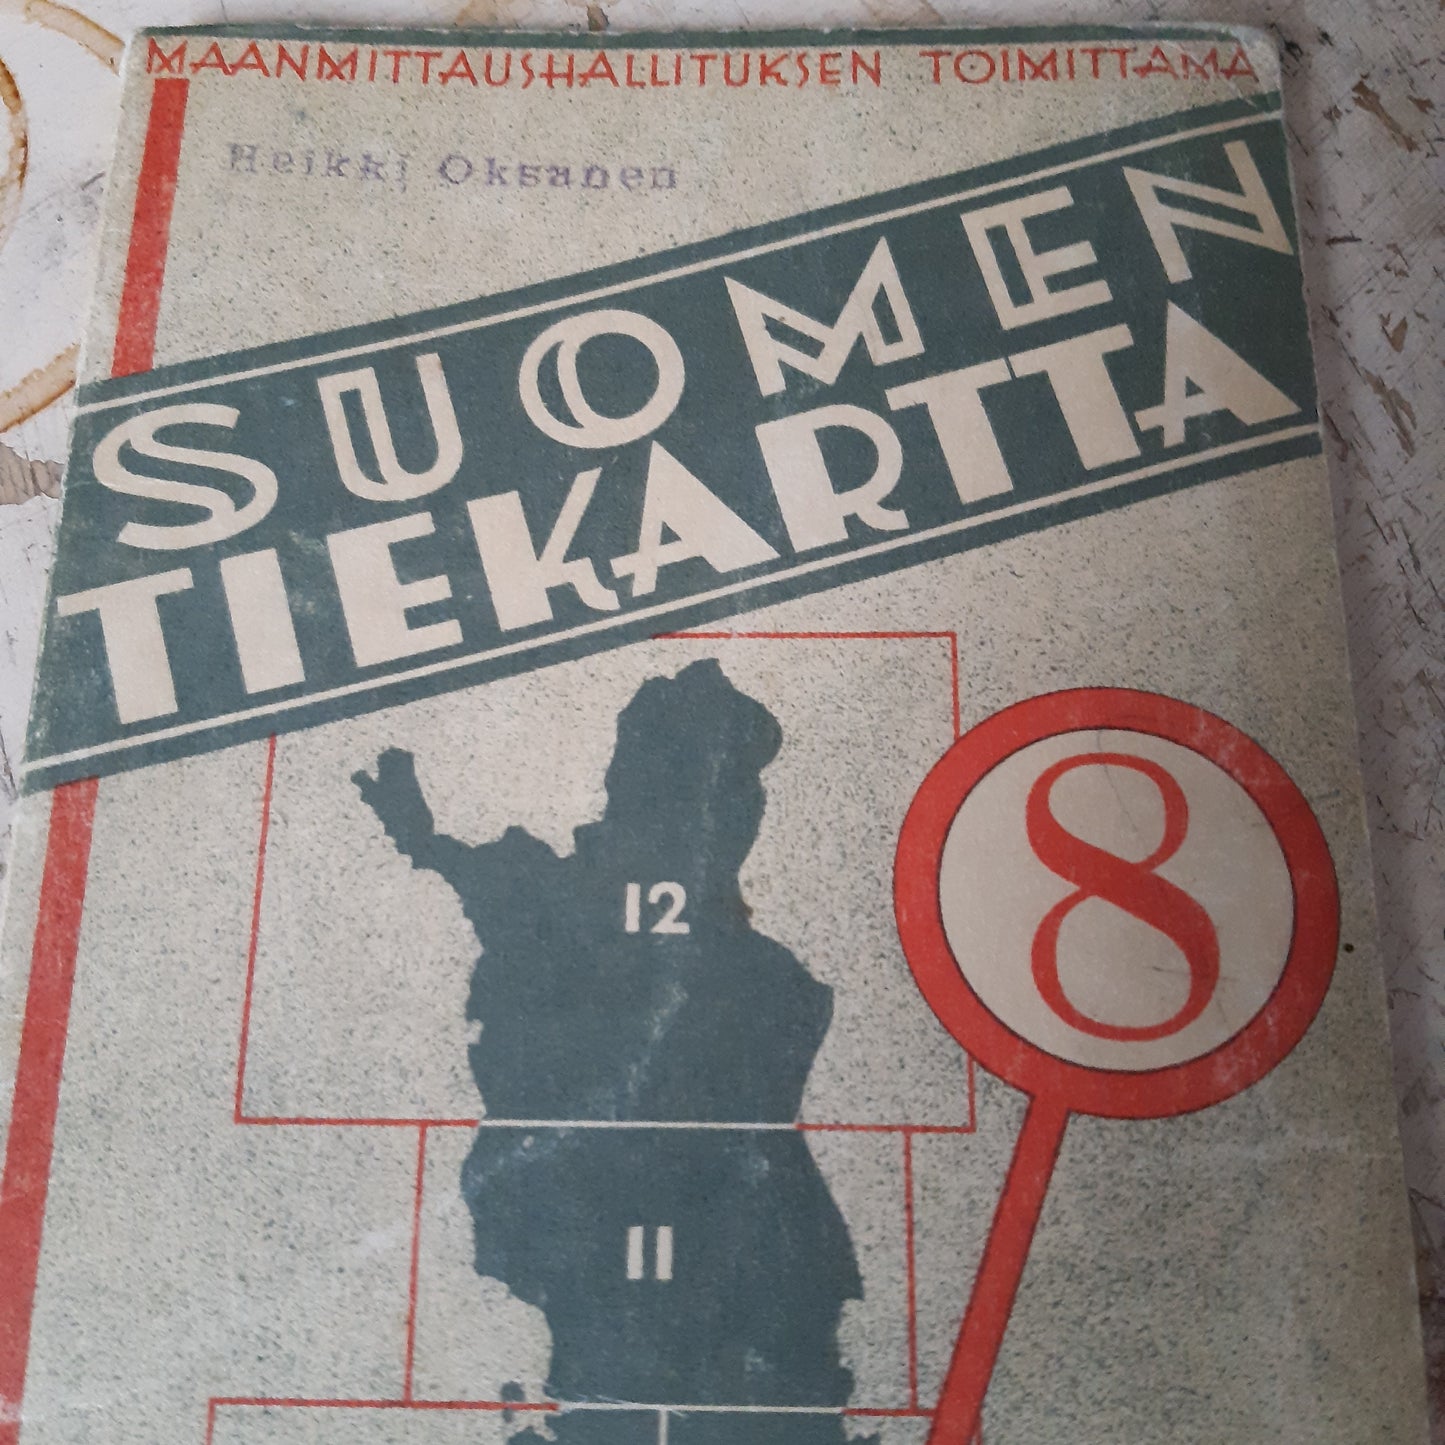 MAANMITTAUSHALLITUKSEN TOIMITTAMA
Heikki Oksanen
SUOMEN
TIEKARTTA
8
12
11